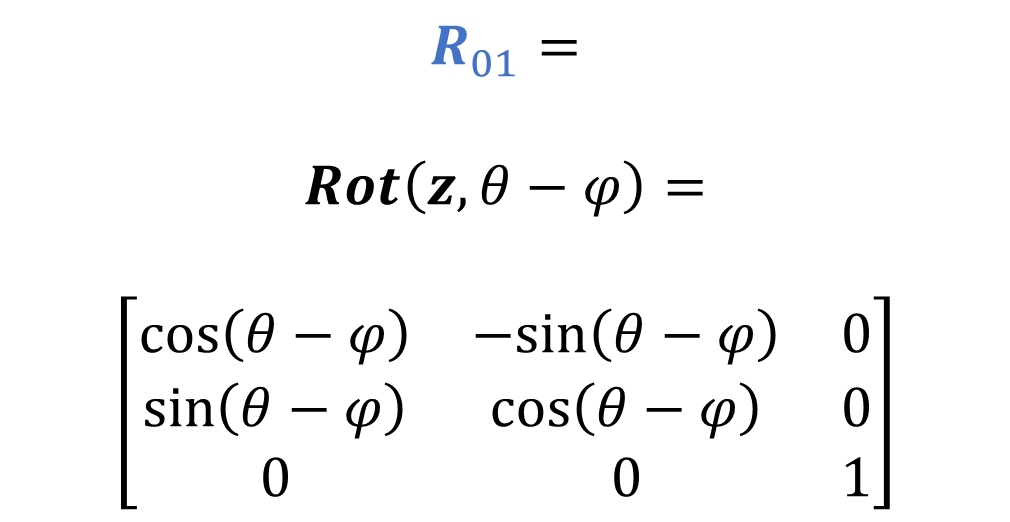 R₀₁ =
Rot(z, θ − φ) =
cos(θ − φ) −sin(θ − φ) 0
sin(θ − φ) cos(θ − φ) 0
0 0 1